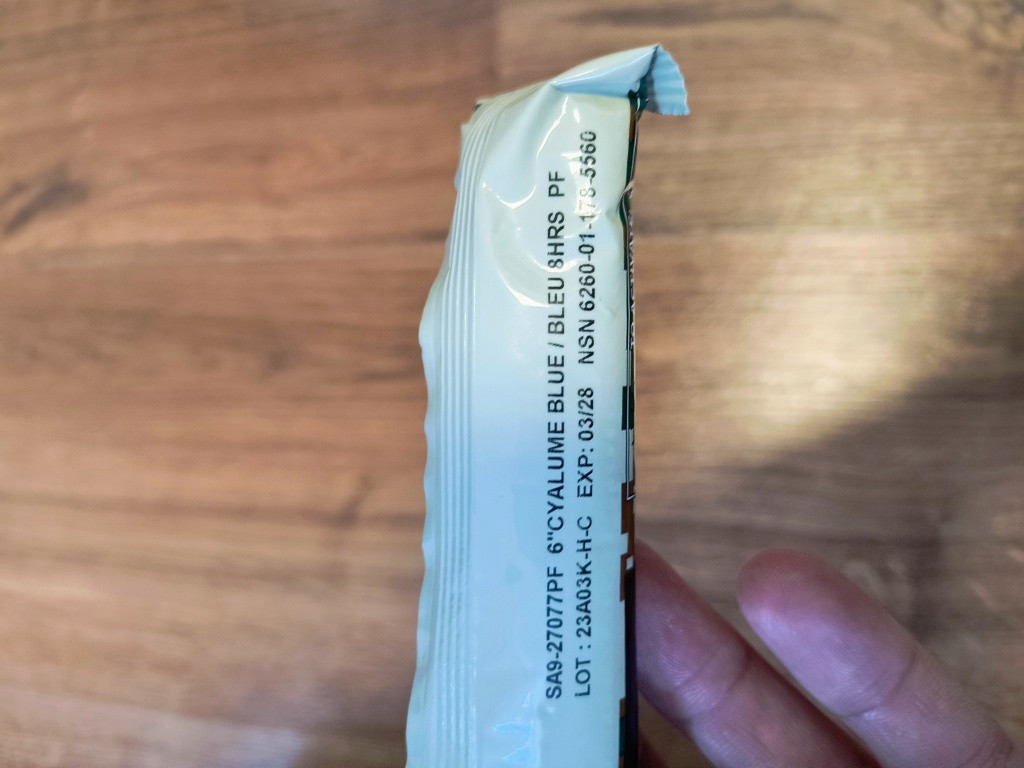 SA9-27077PF 6"CYALUME BLUE / BLEU 8HRS PF
LOT : 23A03K-H-C EXP: 03/28 NSN 6260-01-178-5560